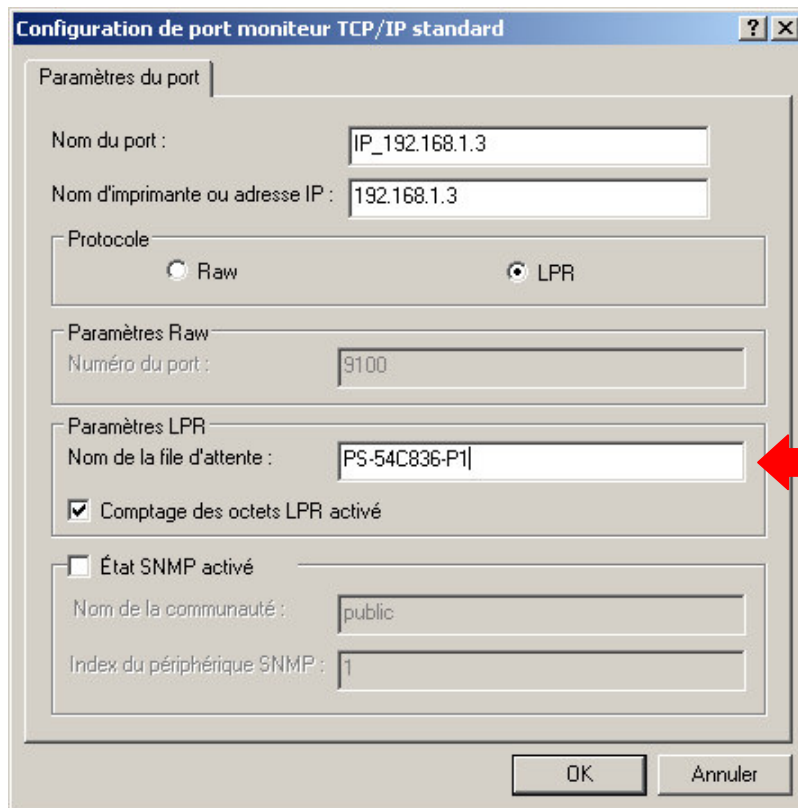 Configuration de port moniteur TCP/IP standard
Paramètres du port
Nom du port : IP_192.168.1.3
Nom d'imprimante ou adresse IP : 192.168.1.3
Protocole
Raw LPR
Paramètres Raw
Numéro du port : 9100
Paramètres LPR
Nom de la file d'attente : PS-54C836-P1
Comptage des octets LPR activé
État SNMP activé
Nom de la communauté : public
Index du périphérique SNMP : 1
OK Annuler